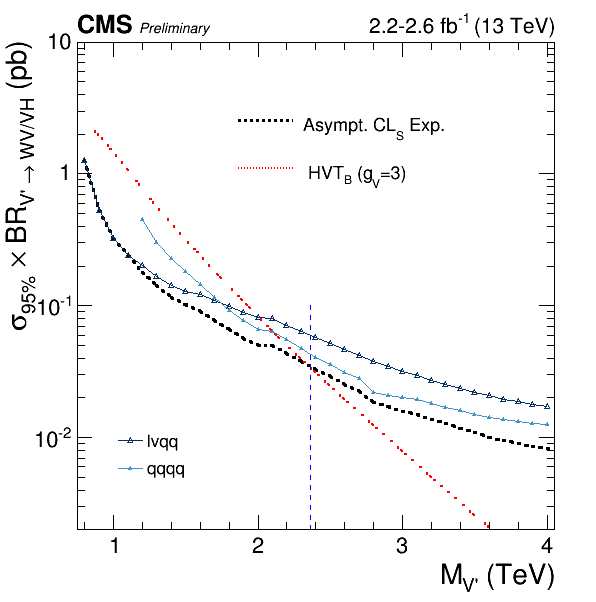 CMS Preliminary 2.2-2.6 fb⁻¹ (13 TeV)
σ95% × BRV' → WV/VH (pb)
10
1
10⁻¹
10⁻²
Asympt. CLS Exp.
HVTB (gV=3)
lvqq
qqqq
1 2 3 4
MV' (TeV)